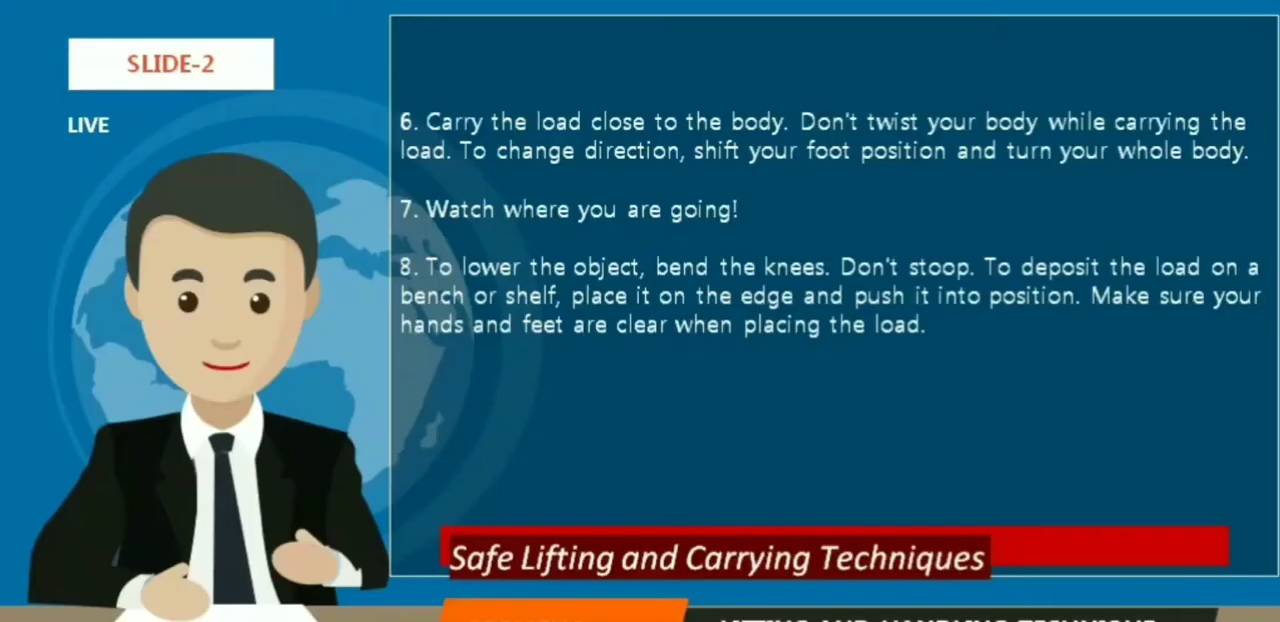 SLIDE-2
LIVE
6. Carry the load close to the body. Don't twist your body while carrying the
load. To change direction, shift your foot position and turn your whole body.
7. Watch where you are going!
8. To lower the object, bend the knees. Don't stoop. To deposit the load on a
bench or shelf, place it on the edge and push it into position. Make sure your
hands and feet are clear when placing the load.
Safe Lifting and Carrying Techniques